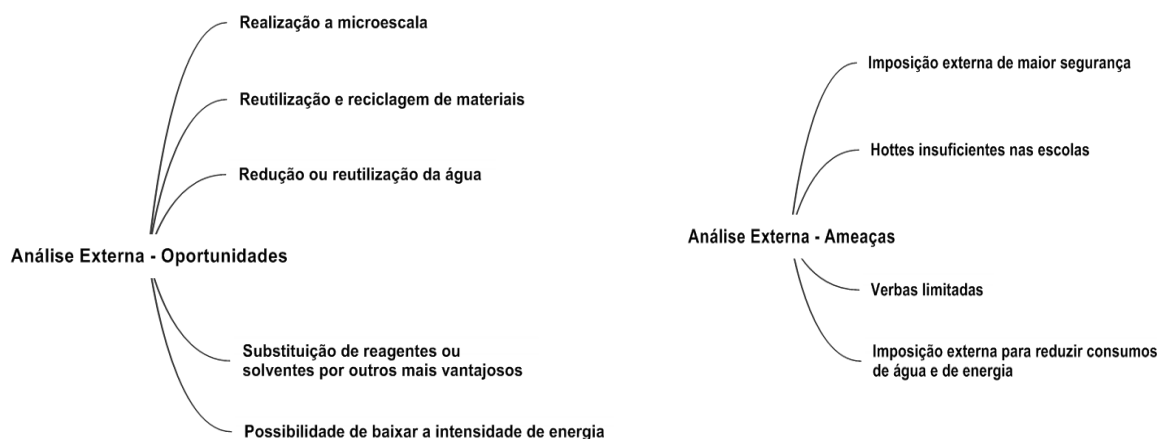 Análise Externa - Oportunidades
Realização a microescala
Reutilização e reciclagem de materiais
Redução ou reutilização da água
Substituição de reagentes ou
solventes por outros mais vantajosos
Possibilidade de baixar a intensidade de energia
Análise Externa - Ameaças
Imposição externa de maior segurança
Hottes insuficientes nas escolas
Verbas limitadas
Imposição externa para reduzir consumos
de água e de energia